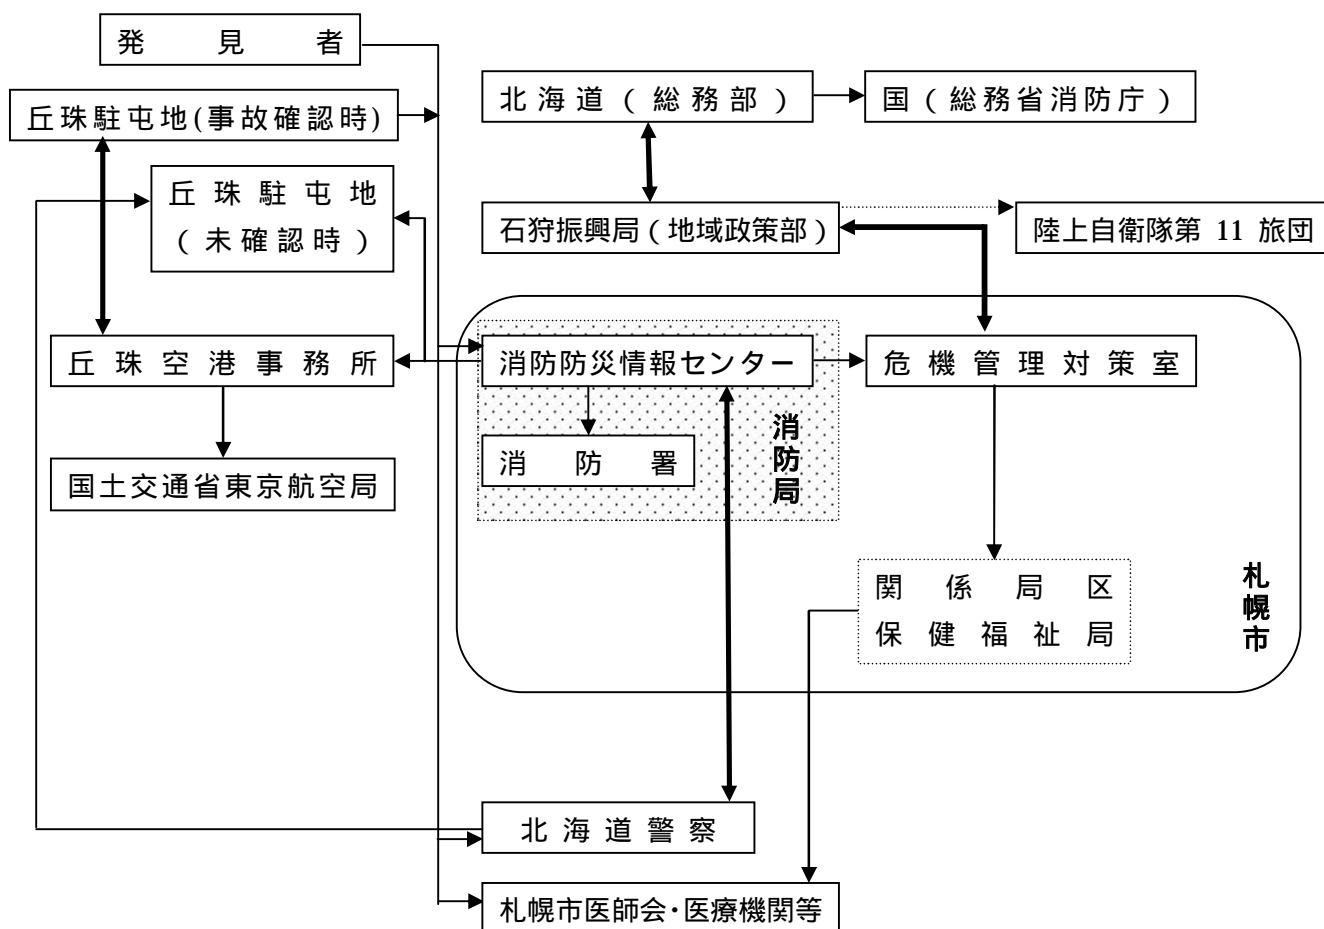 発見者
北海道(総務部)
国(総務省消防庁)
丘珠駐屯地(事故確認時)
丘珠駐屯地
(未確認時)
石狩振興局(地域政策部)
陸上自衛隊第 11 旅団
丘珠空港事務所
消防防災情報センター
危機管理対策室
消防署
消防局
国土交通省東京航空局
関係局区
保健福祉局
札幌市
北海道警察
札幌市医師会・医療機関等